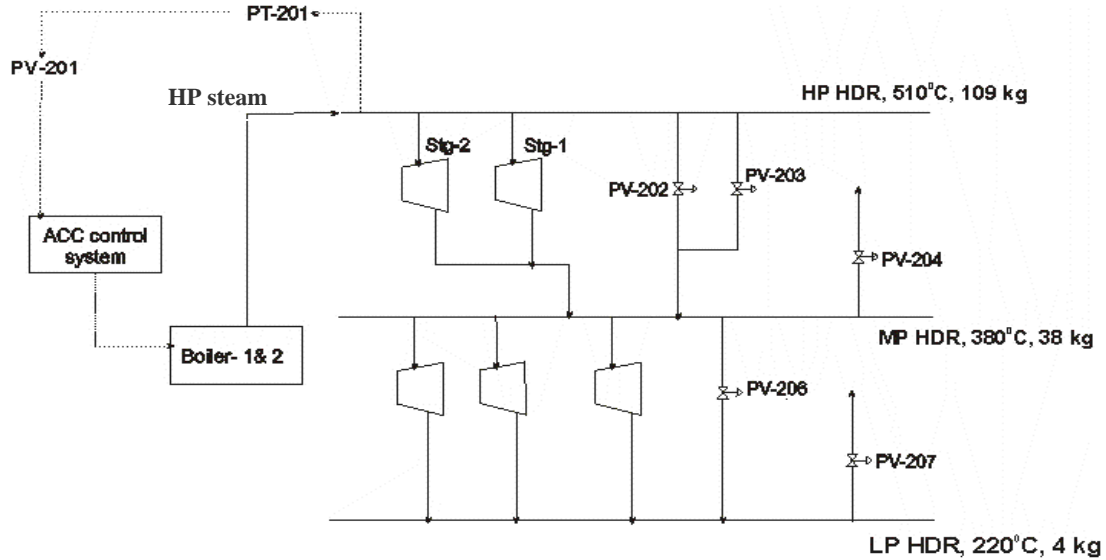 PT-201
PV-201
HP steam
HP HDR, 510°C, 109 kg
Stg-2
Stg-1
PV-202
PV-203
ACC control
system
PV-204
Boiler- 1& 2
MP HDR, 380°C, 38 kg
PV-206
PV-207
LP HDR, 220°C, 4 kg